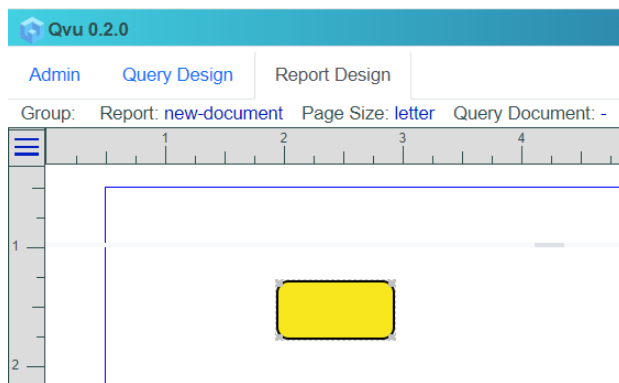 Qvu 0.2.0
Admin Query Design Report Design
Group: Report: new-document Page Size: letter Query Document: -
1 2 3 4
1
2